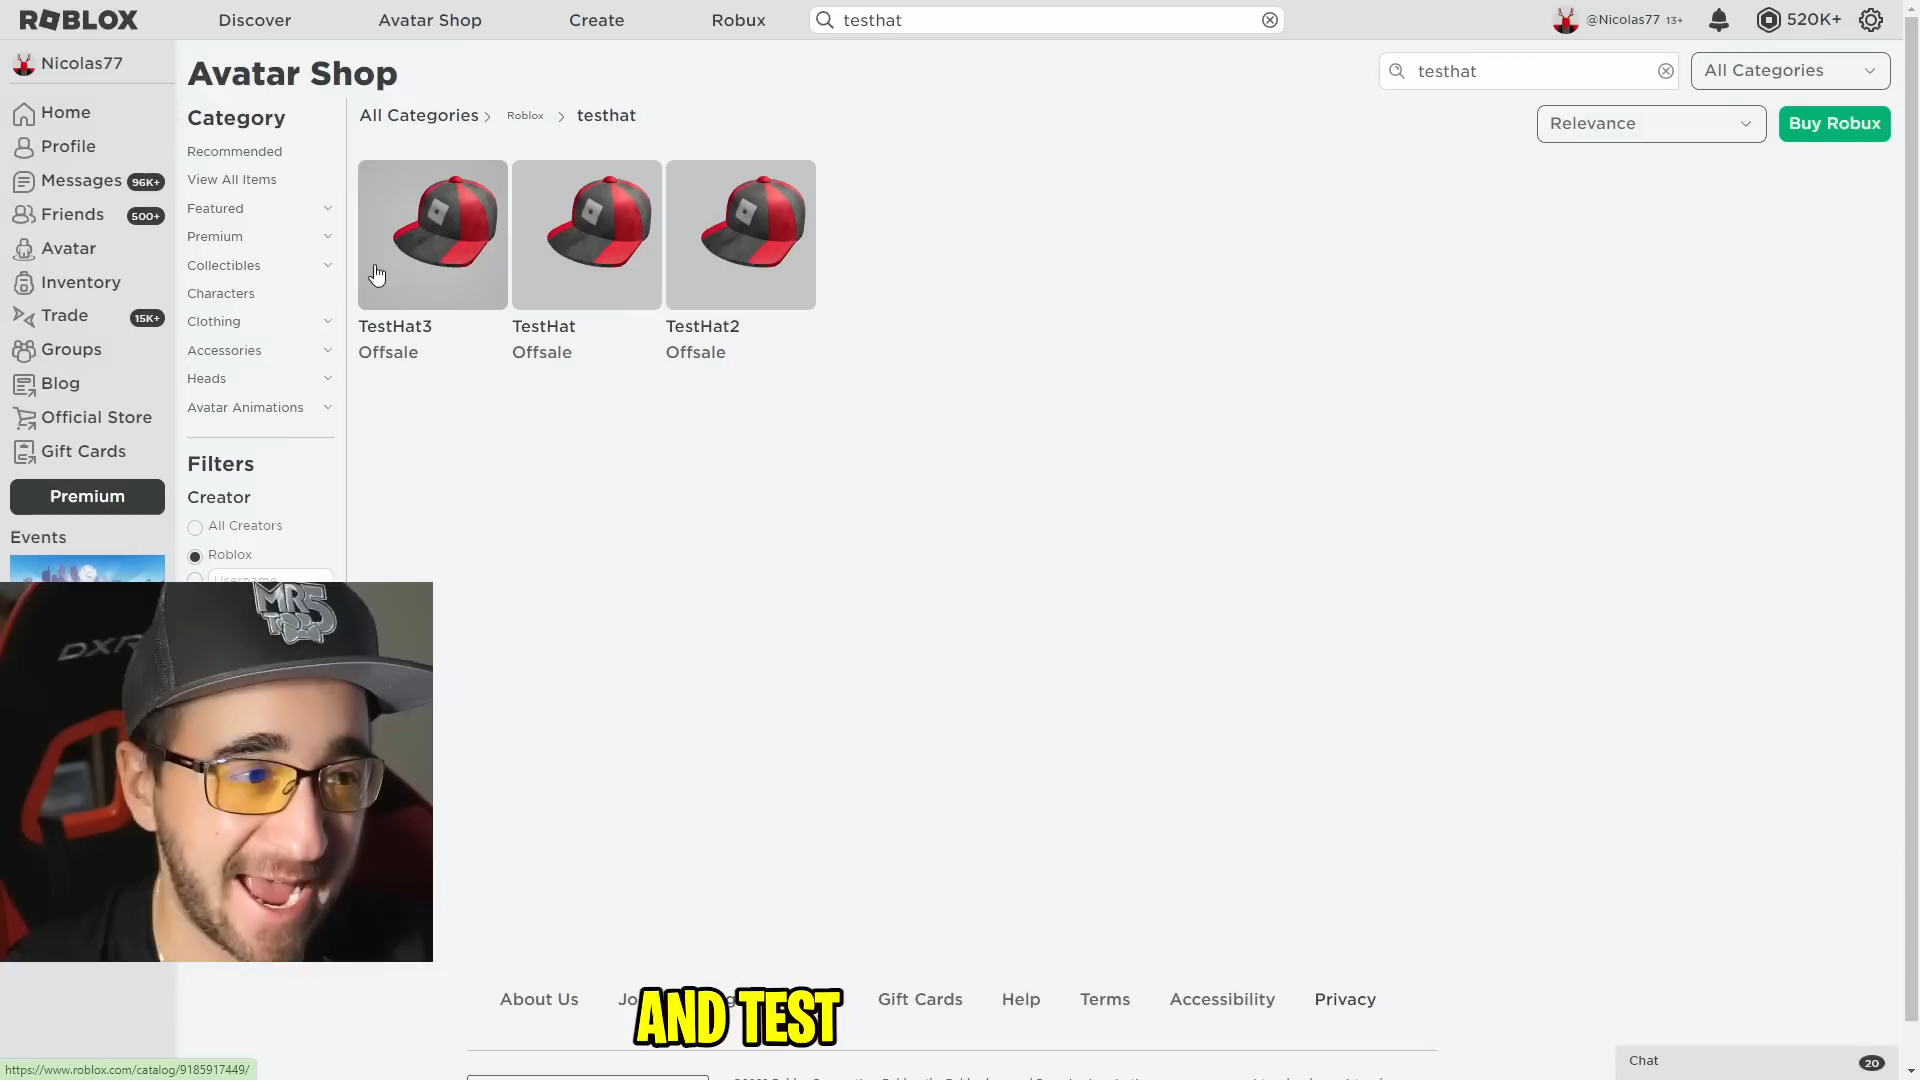 ROBLOX
Discover
Avatar Shop
Create
Robux
testhat
@Nicolas77 13+
520K+
Nicolas77
Home
Profile
Messages 96K+
Friends 500+
Avatar
Inventory
Trade 15K+
Groups
Blog
Official Store
Gift Cards
Premium
Events
Avatar Shop
testhat
All Categories
Category
Recommended
View All Items
Featured
Premium
Collectibles
Characters
Clothing
Accessories
Heads
Avatar Animations
Filters
Creator
All Creators
Roblox
Username
All Categories > Roblox > testhat
Relevance
Buy Robux
TestHat3
Offsale
TestHat
Offsale
TestHat2
Offsale
MR5
TOP5
DXR
About Us
Gift Cards
Help
Terms
Accessibility
Privacy
AND TEST
https://www.roblox.com/catalog/9185917449/
Chat
20